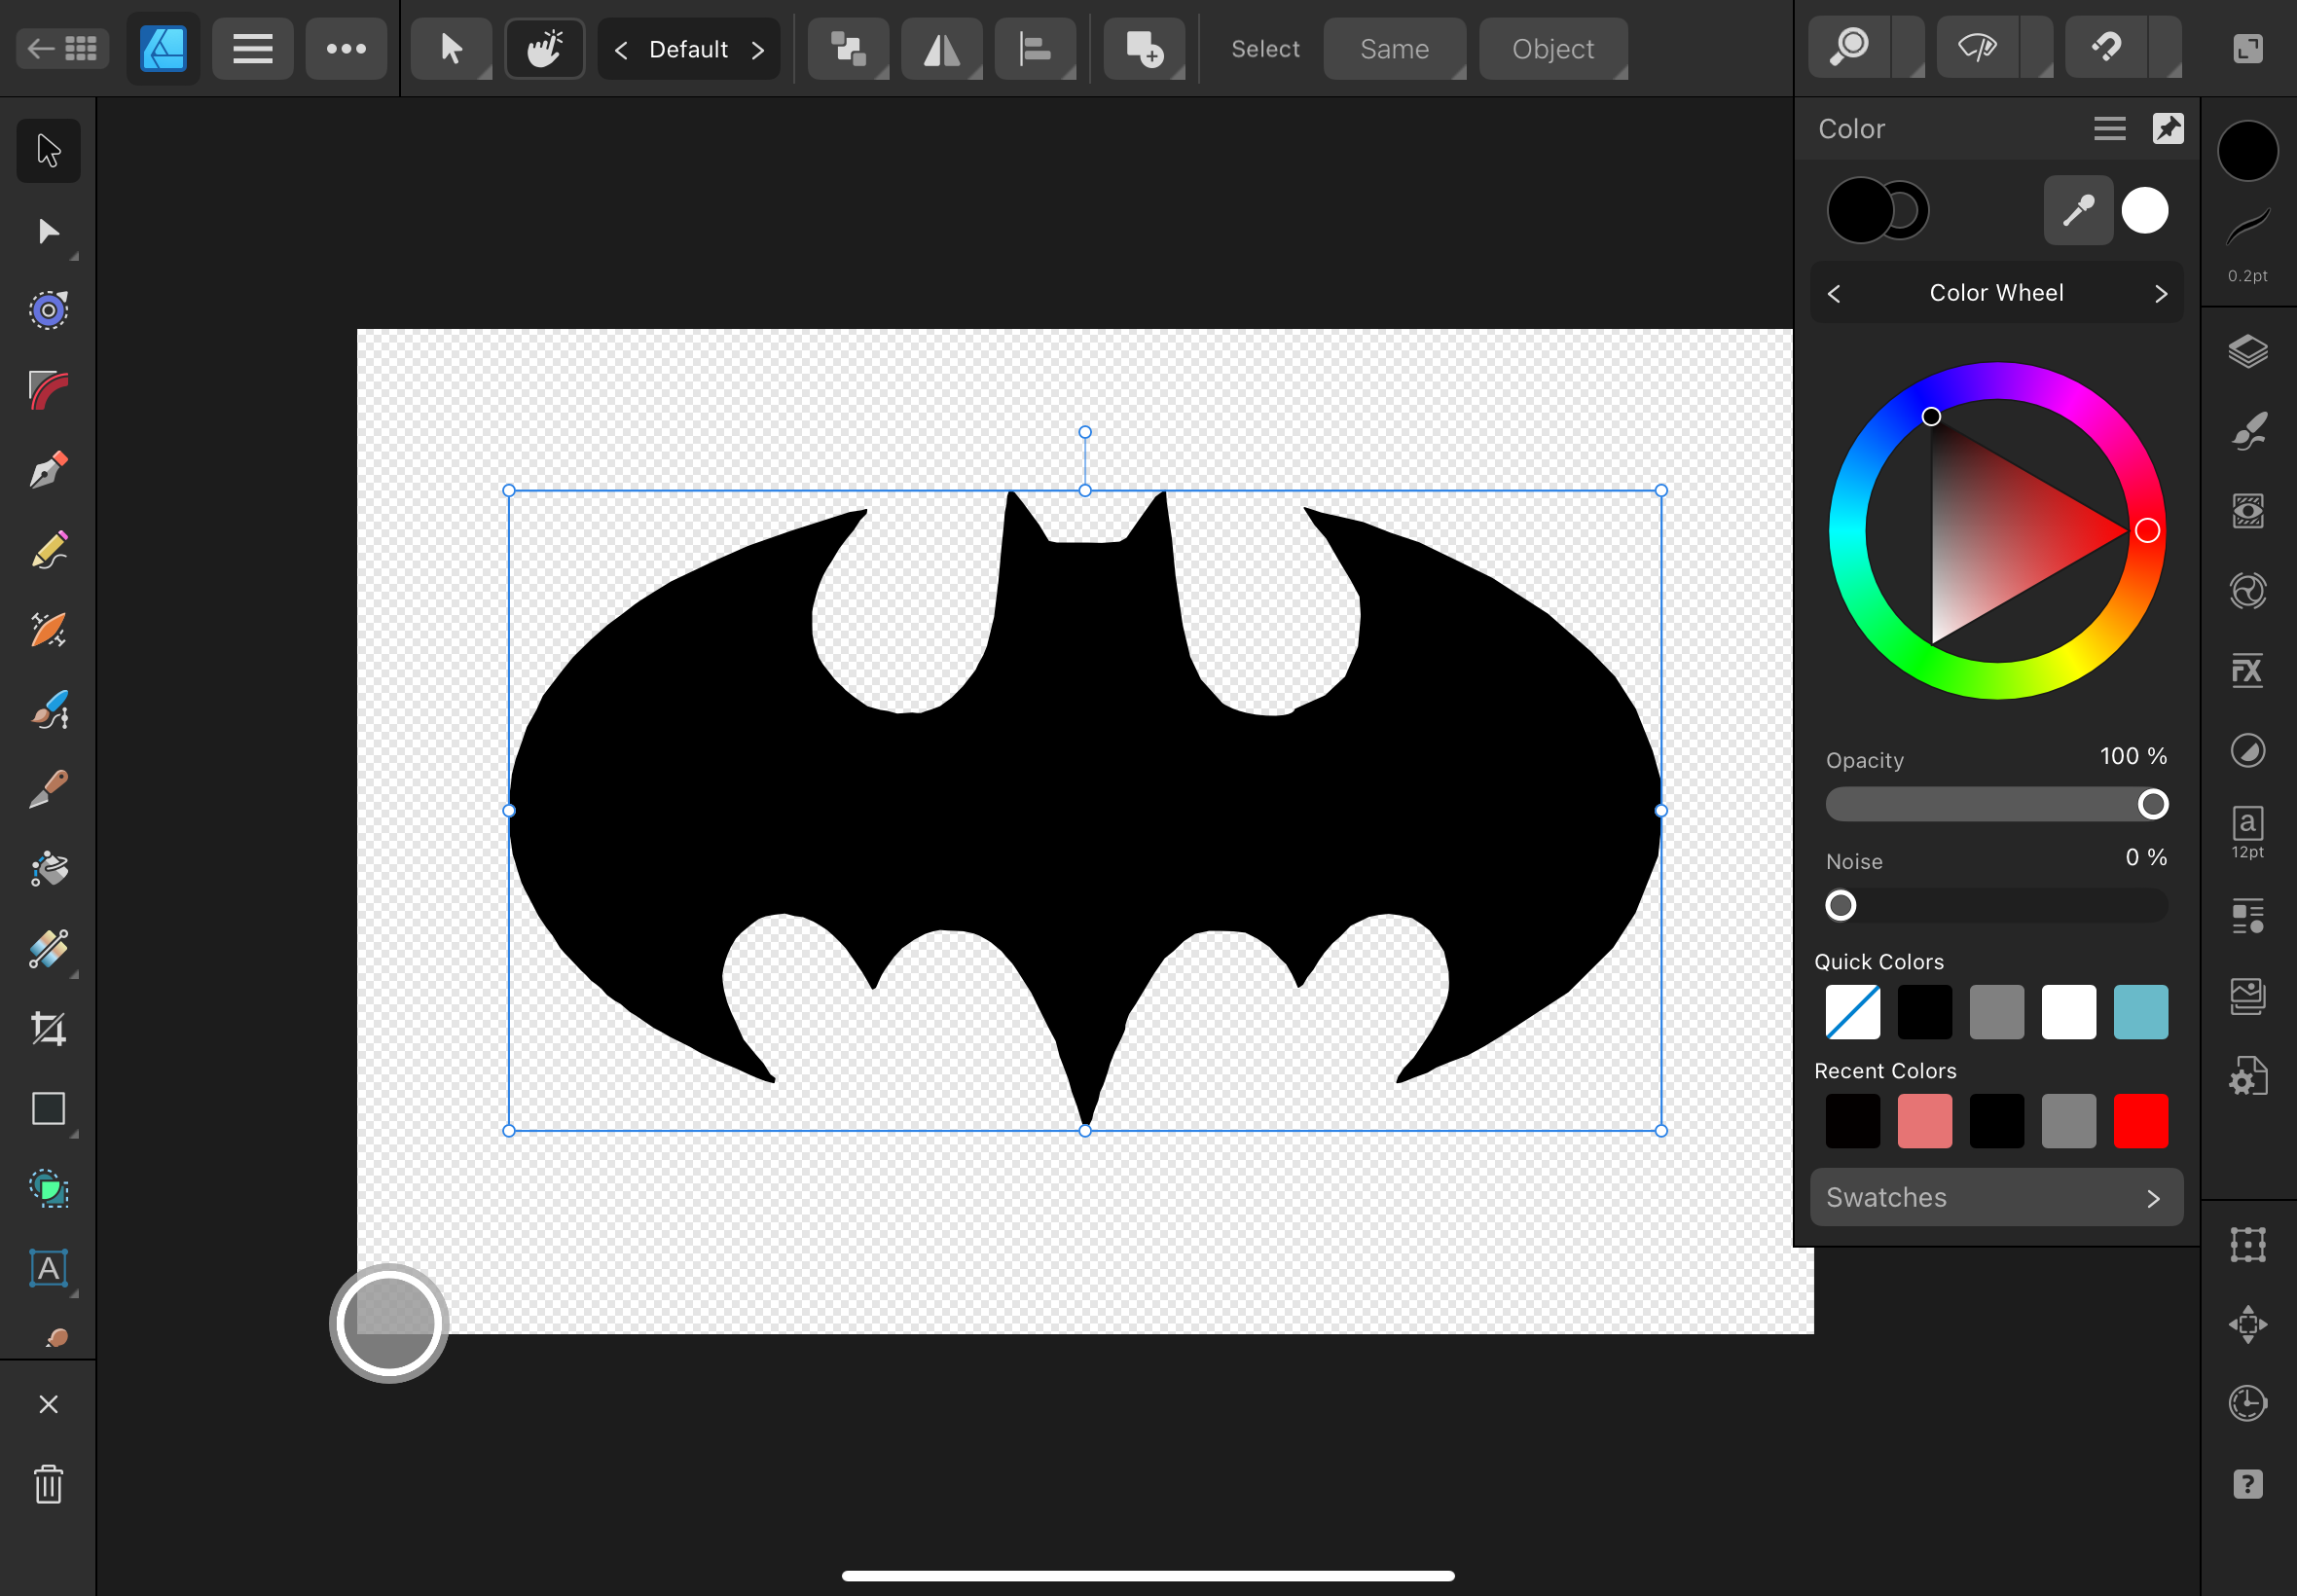 Default
Select
Same
Object
Color
0.2pt
Color Wheel
FX
Opacity
100 %
a
12pt
Noise
0 %
Quick Colors
Recent Colors
Swatches
A
?